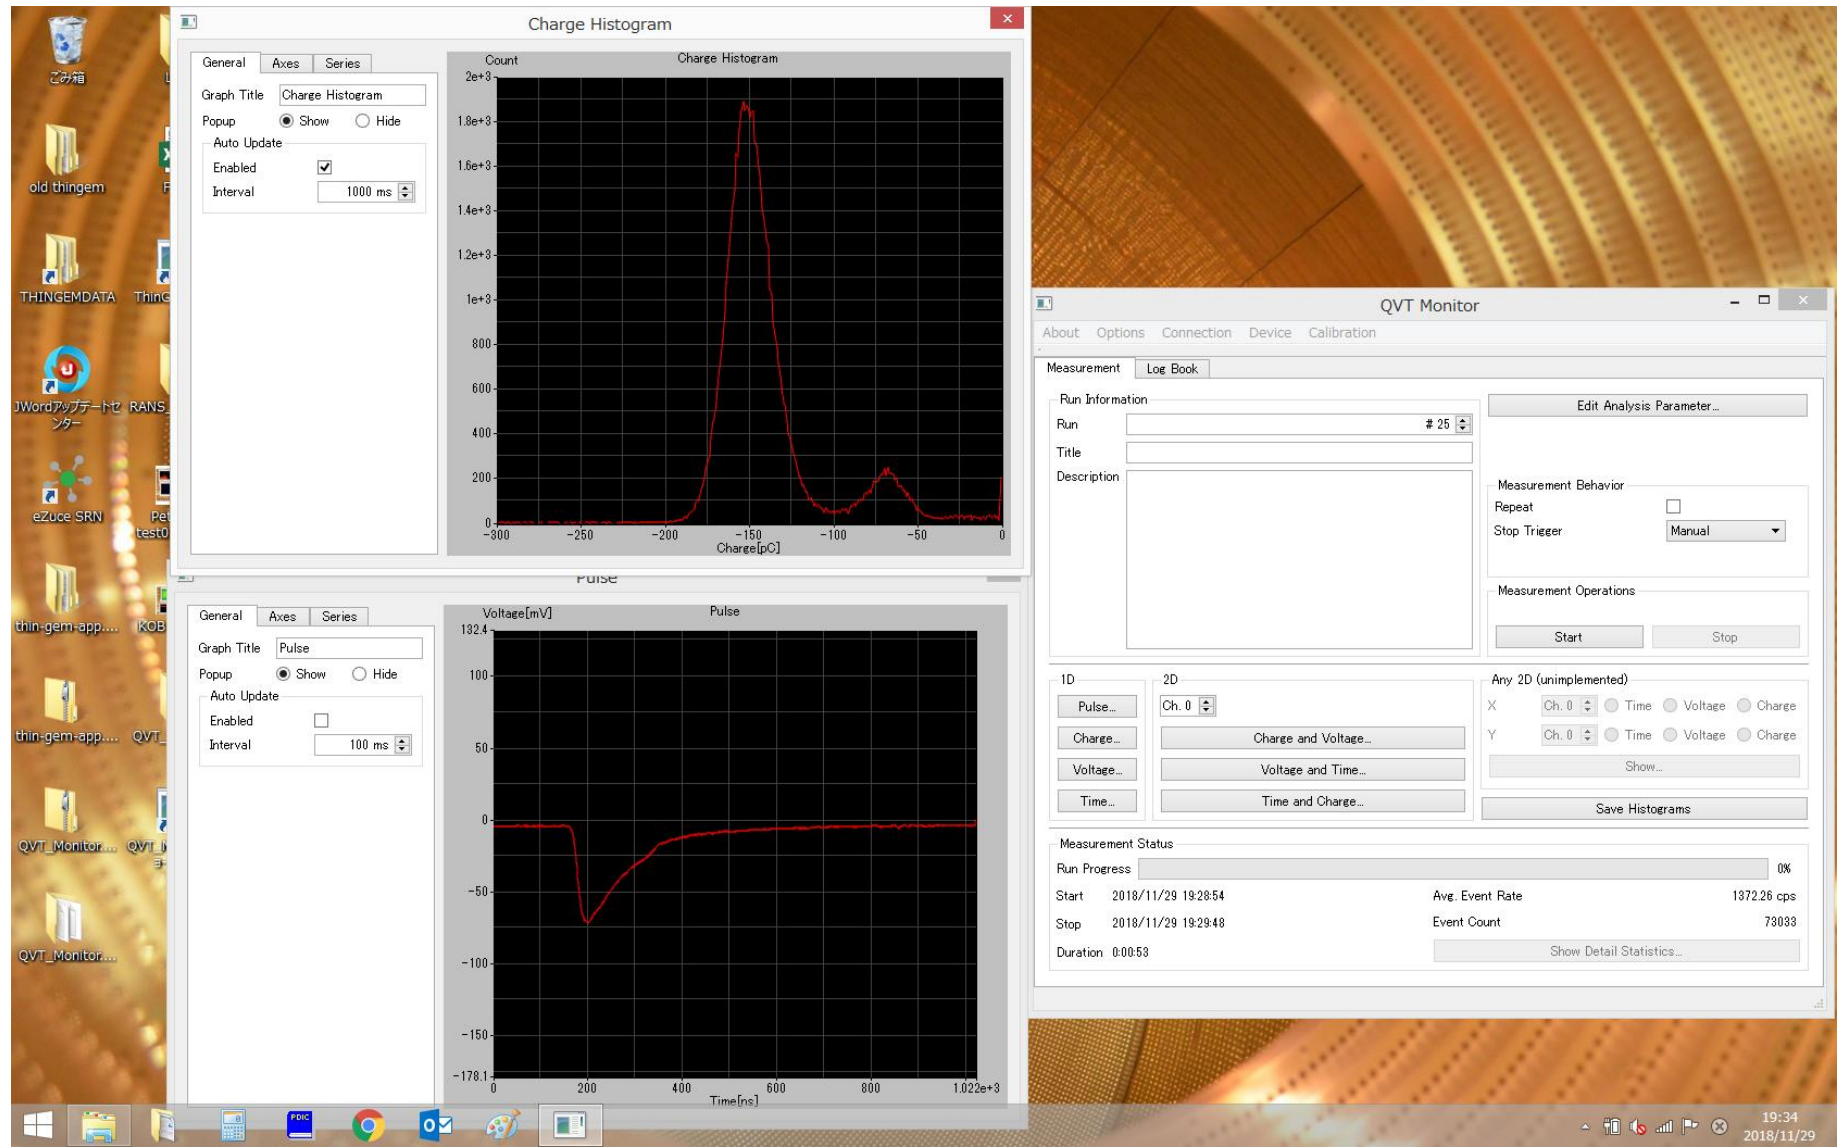 ごみ箱
old thingem
THINGEMDATA
JWordアップデートセ
ンター
eZuce SRN
thin-gem-app....
thin-gem-app....
QVT_Monitor....
QVT_Monitor....
RANS_
test0
KOB
QVT_
Charge Histogram
General
Axes
Series
Graph Title
Charge Histogram
Popup
Show
Hide
Auto Update
Enabled
Interval
1000 ms
Count
Charge Histogram
2e+3
1.8e+3
1.6e+3
1.4e+3
1.2e+3
1e+3
800
600
400
200
0
-300
-250
-200
-150
-100
-50
0
Charge[pC]
Pulse
General
Axes
Series
Graph Title
Pulse
Popup
Show
Hide
Auto Update
Enabled
Interval
100 ms
Voltage[mV]
Pulse
132.4
100
50
0
-50
-100
-150
-178.1
0
200
400
600
800
1.022e+3
Time[ns]
QVT Monitor
About
Options
Connection
Device
Calibration
Measurement
Log Book
Run Information
Run
# 25
Title
Description
Edit Analysis Parameter...
Measurement Behavior
Repeat
Stop Trigger
Manual
Measurement Operations
Start
Stop
1D
Pulse...
Charge...
Voltage...
Time...
2D
Ch. 0
Charge and Voltage...
Voltage and Time...
Time and Charge...
Any 2D (unimplemented)
X
Ch. 0
Time
Voltage
Charge
Y
Ch. 0
Time
Voltage
Charge
Show...
Save Histograms
Measurement Status
Run Progress
0%
Start
2018/11/29 19:28:54
Avg. Event Rate
1372.26 cps
Stop
2018/11/29 19:29:48
Event Count
73033
Duration
0:00:53
Show Detail Statistics...
PDIC
19:34
2018/11/29